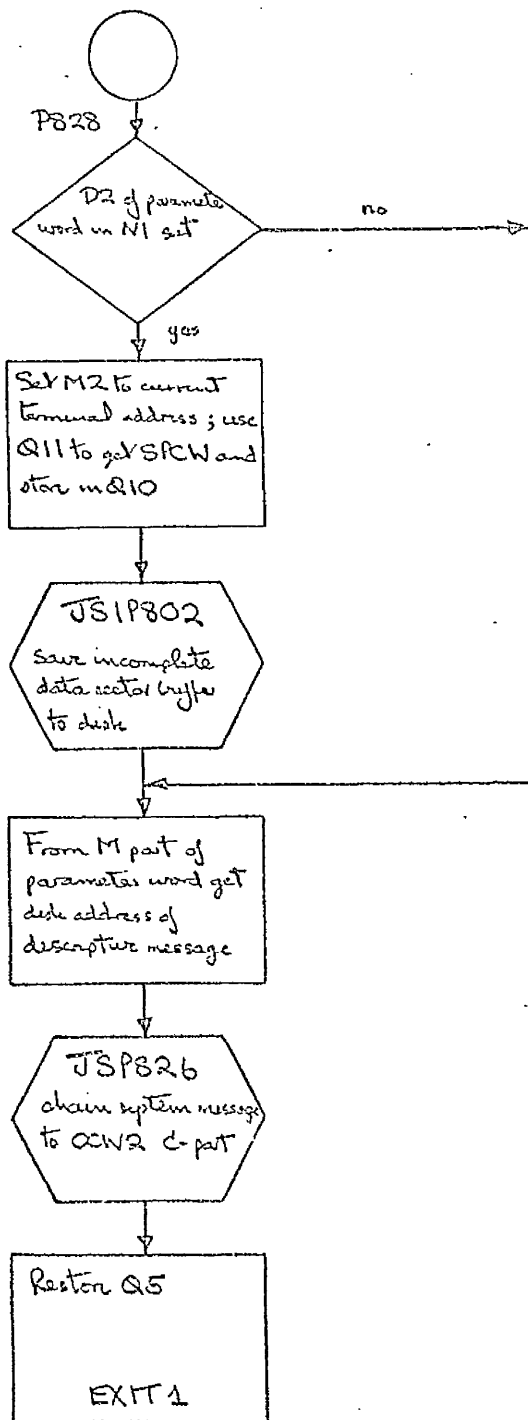 P828
D2 of paramete
word in N1 set
no
yes
Set M2 to current
terminal address; use
Q11 to get SPCW and
store in Q10
JS1P802
save incomplete
data sector buffer
to disk
From M part of
parameter word get
disk address of
descriptive message
JSP826
chain system message
to OCW2 C-part
Restore Q5
EXIT 1